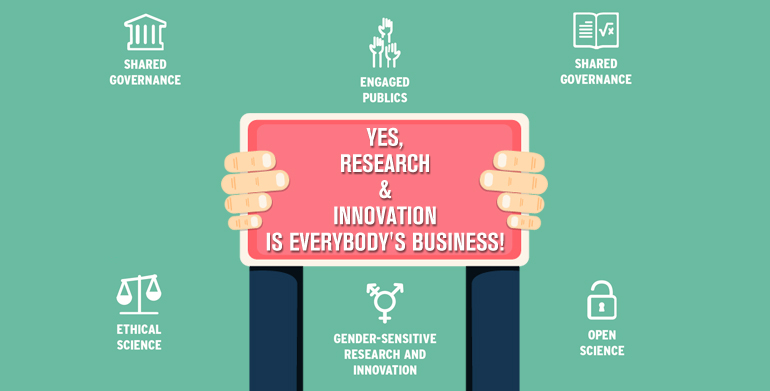 SHARED
GOVERNANCE
ENGAGED
PUBLICS
SHARED
GOVERNANCE
YES,
RESEARCH
&
INNOVATION
IS EVERYBODY'S BUSINESS!
ETHICAL
SCIENCE
GENDER-SENSITIVE
RESEARCH AND
INNOVATION
OPEN
SCIENCE